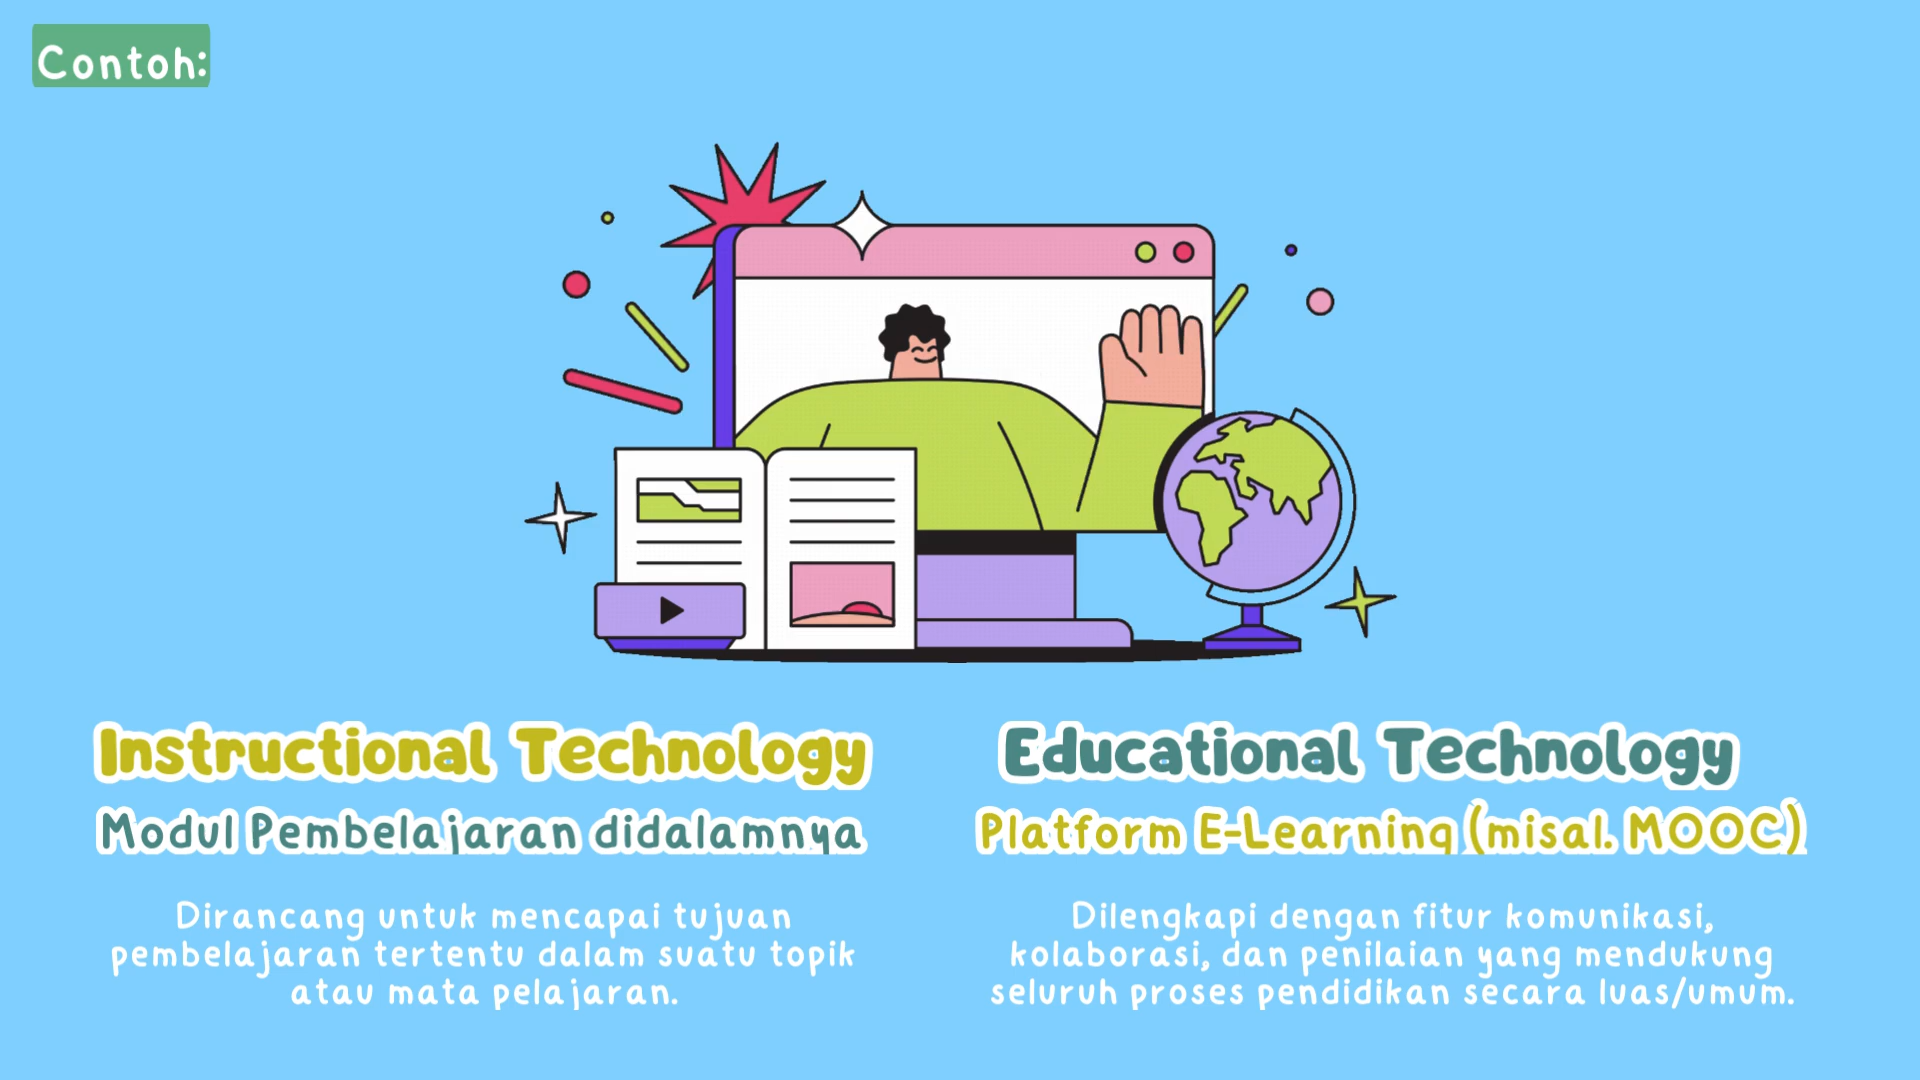 Contoh:
Instructional Technology
Modul Pembelajaran didalamnya
Dirancang untuk mencapai tujuan
pembelajaran tertentu dalam suatu topik
atau mata pelajaran.
Educational Technology
Platform E-Learning (misal. MOOC)
Dilengkapi dengan fitur komunikasi,
kolaborasi, dan penilaian yang mendukung
seluruh proses pendidikan secara luas/umum.